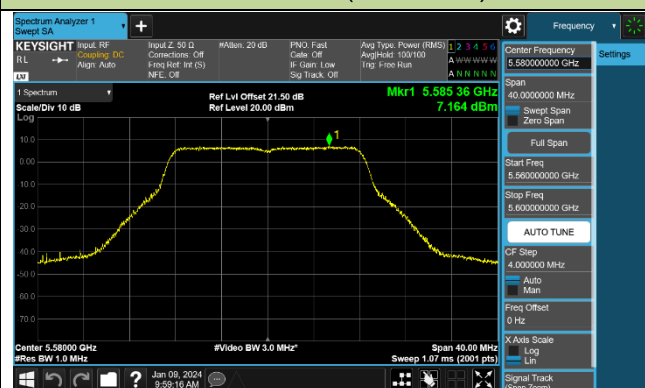 Spectrum Analyzer 1
Swept SA
+
Frequency
KEYSIGHT
RL
Input: RF
Coupling: DC
Align: Auto
Input Z: 50 Ω
Corrections: Off
Freq Ref: Int (S)
NFE: Off
#Atten: 20 dB
PNO: Fast
Gate: Off
IF Gain: Low
Sig Track: Off
Avg Type: Power (RMS)
Avg|Hold: 100/100
Trig: Free Run
1 2 3 4 5 6
A W W W W W
A N N N N N
LXI
1 Spectrum
Scale/Div 10 dB
Log
Ref Lvl Offset 21.50 dB
Ref Level 20.00 dBm
Mkr1 5.585 36 GHz
7.164 dBm
1
10.0
0.00
-10.0
-20.0
-30.0
-40.0
-50.0
-60.0
-70.0
Center 5.58000 GHz
#Res BW 1.0 MHz
#Video BW 3.0 MHz*
Span 40.00 MHz
Sweep 1.07 ms (2001 pts)
Jan 09, 2024
9:59:16 AM
?
Center Frequency
5.580000000 GHz
Settings
Span
40.0000000 MHz
Swept Span
Zero Span
Full Span
Start Freq
5.560000000 GHz
Stop Freq
5.600000000 GHz
AUTO TUNE
CF Step
4.000000 MHz
Auto
Man
Freq Offset
0 Hz
X Axis Scale
Log
Lin
Signal Track
(Span Zoom)